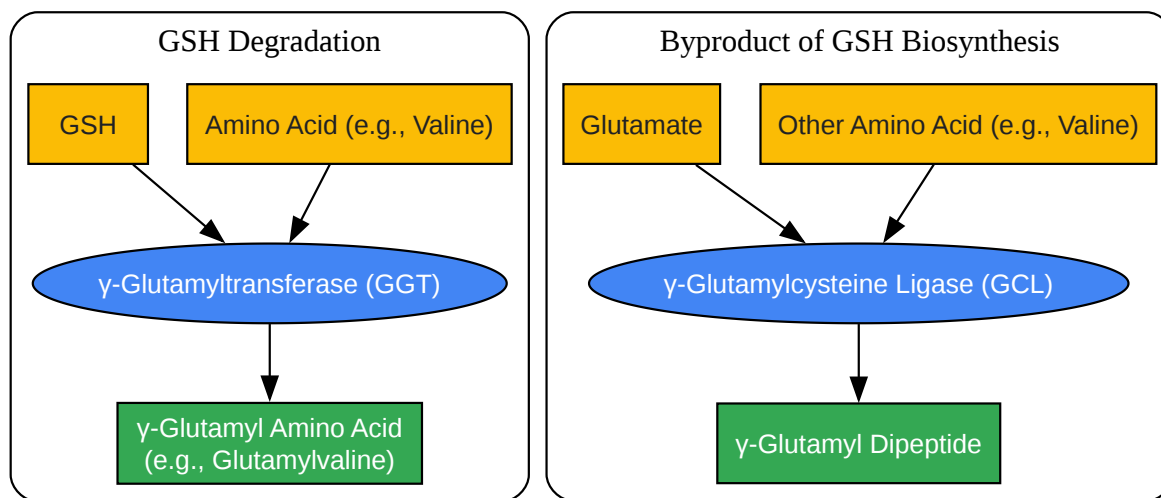 GSH Degradation
GSH
Amino Acid (e.g., Valine)
γ-Glutamyltransferase (GGT)
γ-Glutamyl Amino Acid
(e.g., Glutamylvaline)
Byproduct of GSH Biosynthesis
Glutamate
Other Amino Acid (e.g., Valine)
γ-Glutamylcysteine Ligase (GCL)
γ-Glutamyl Dipeptide